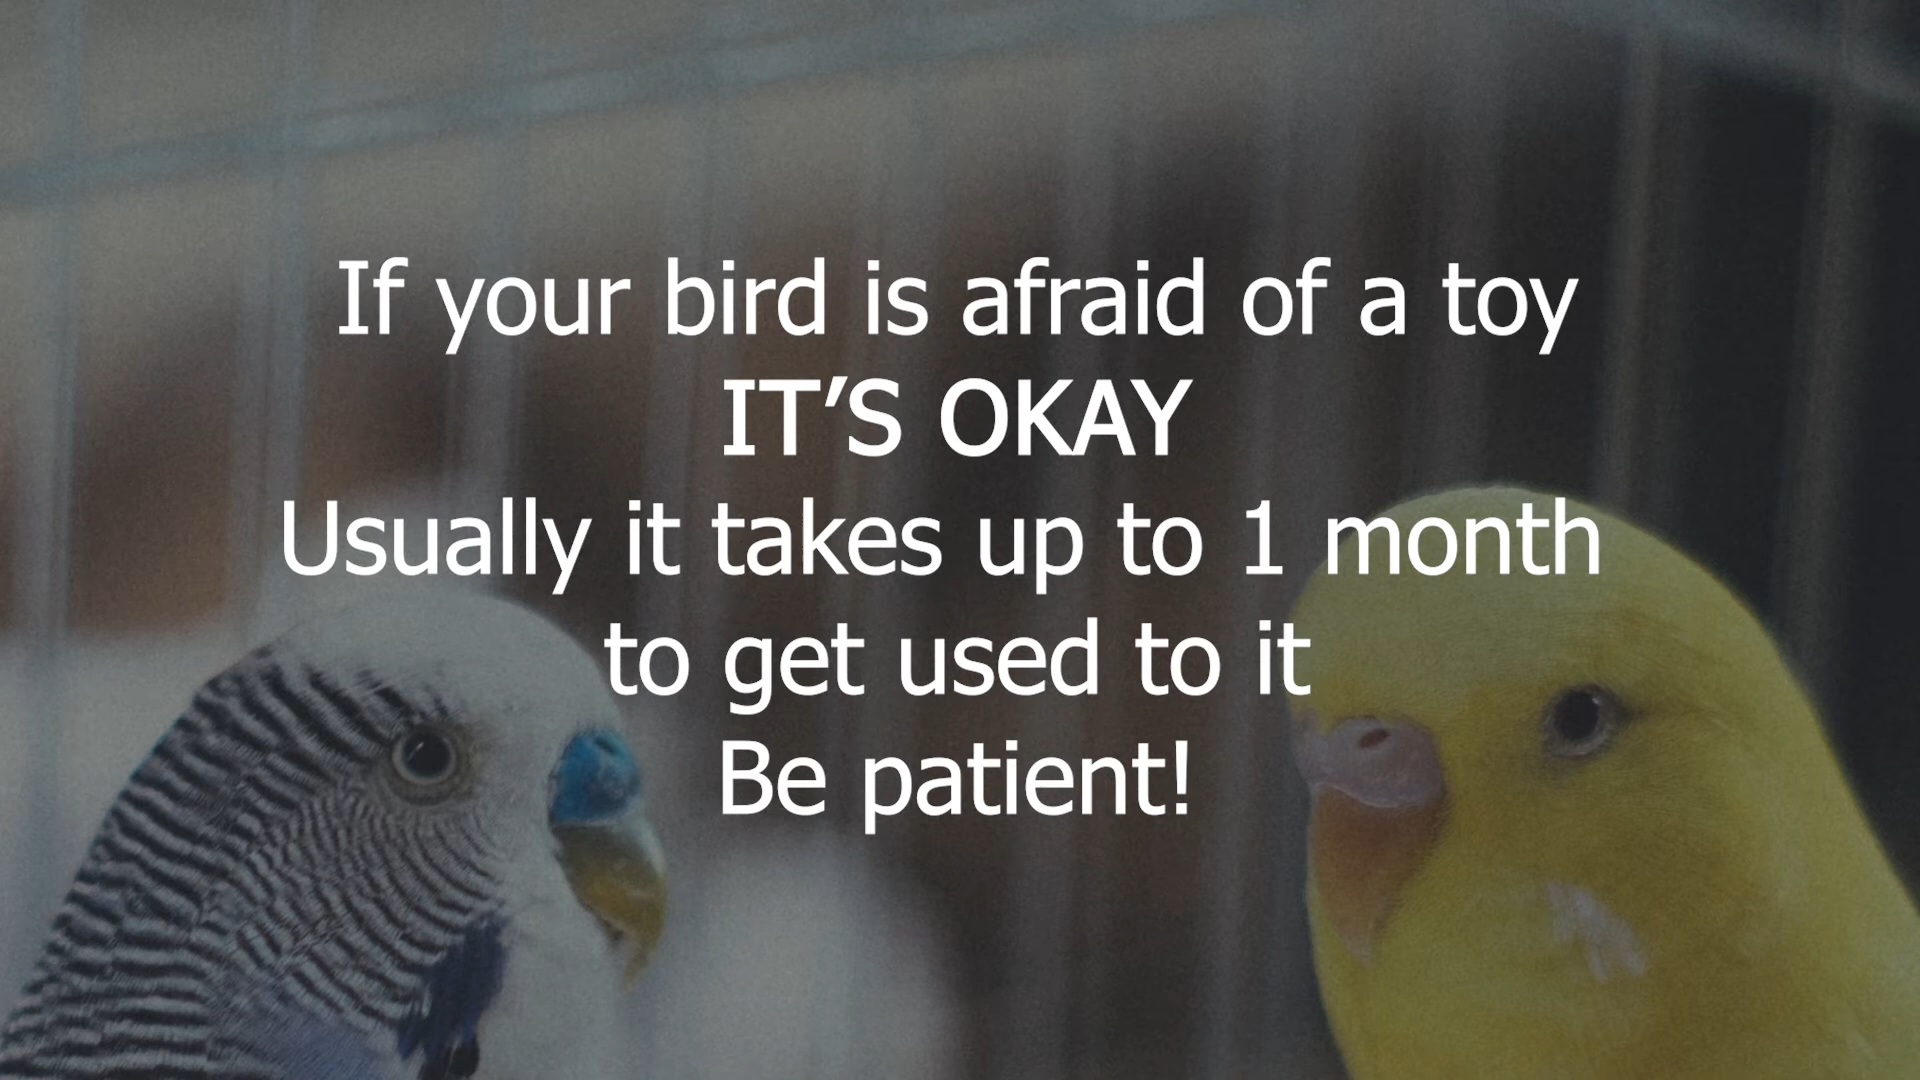 If your bird is afraid of a toy
IT’S OKAY
Usually it takes up to 1 month
to get used to it
Be patient!